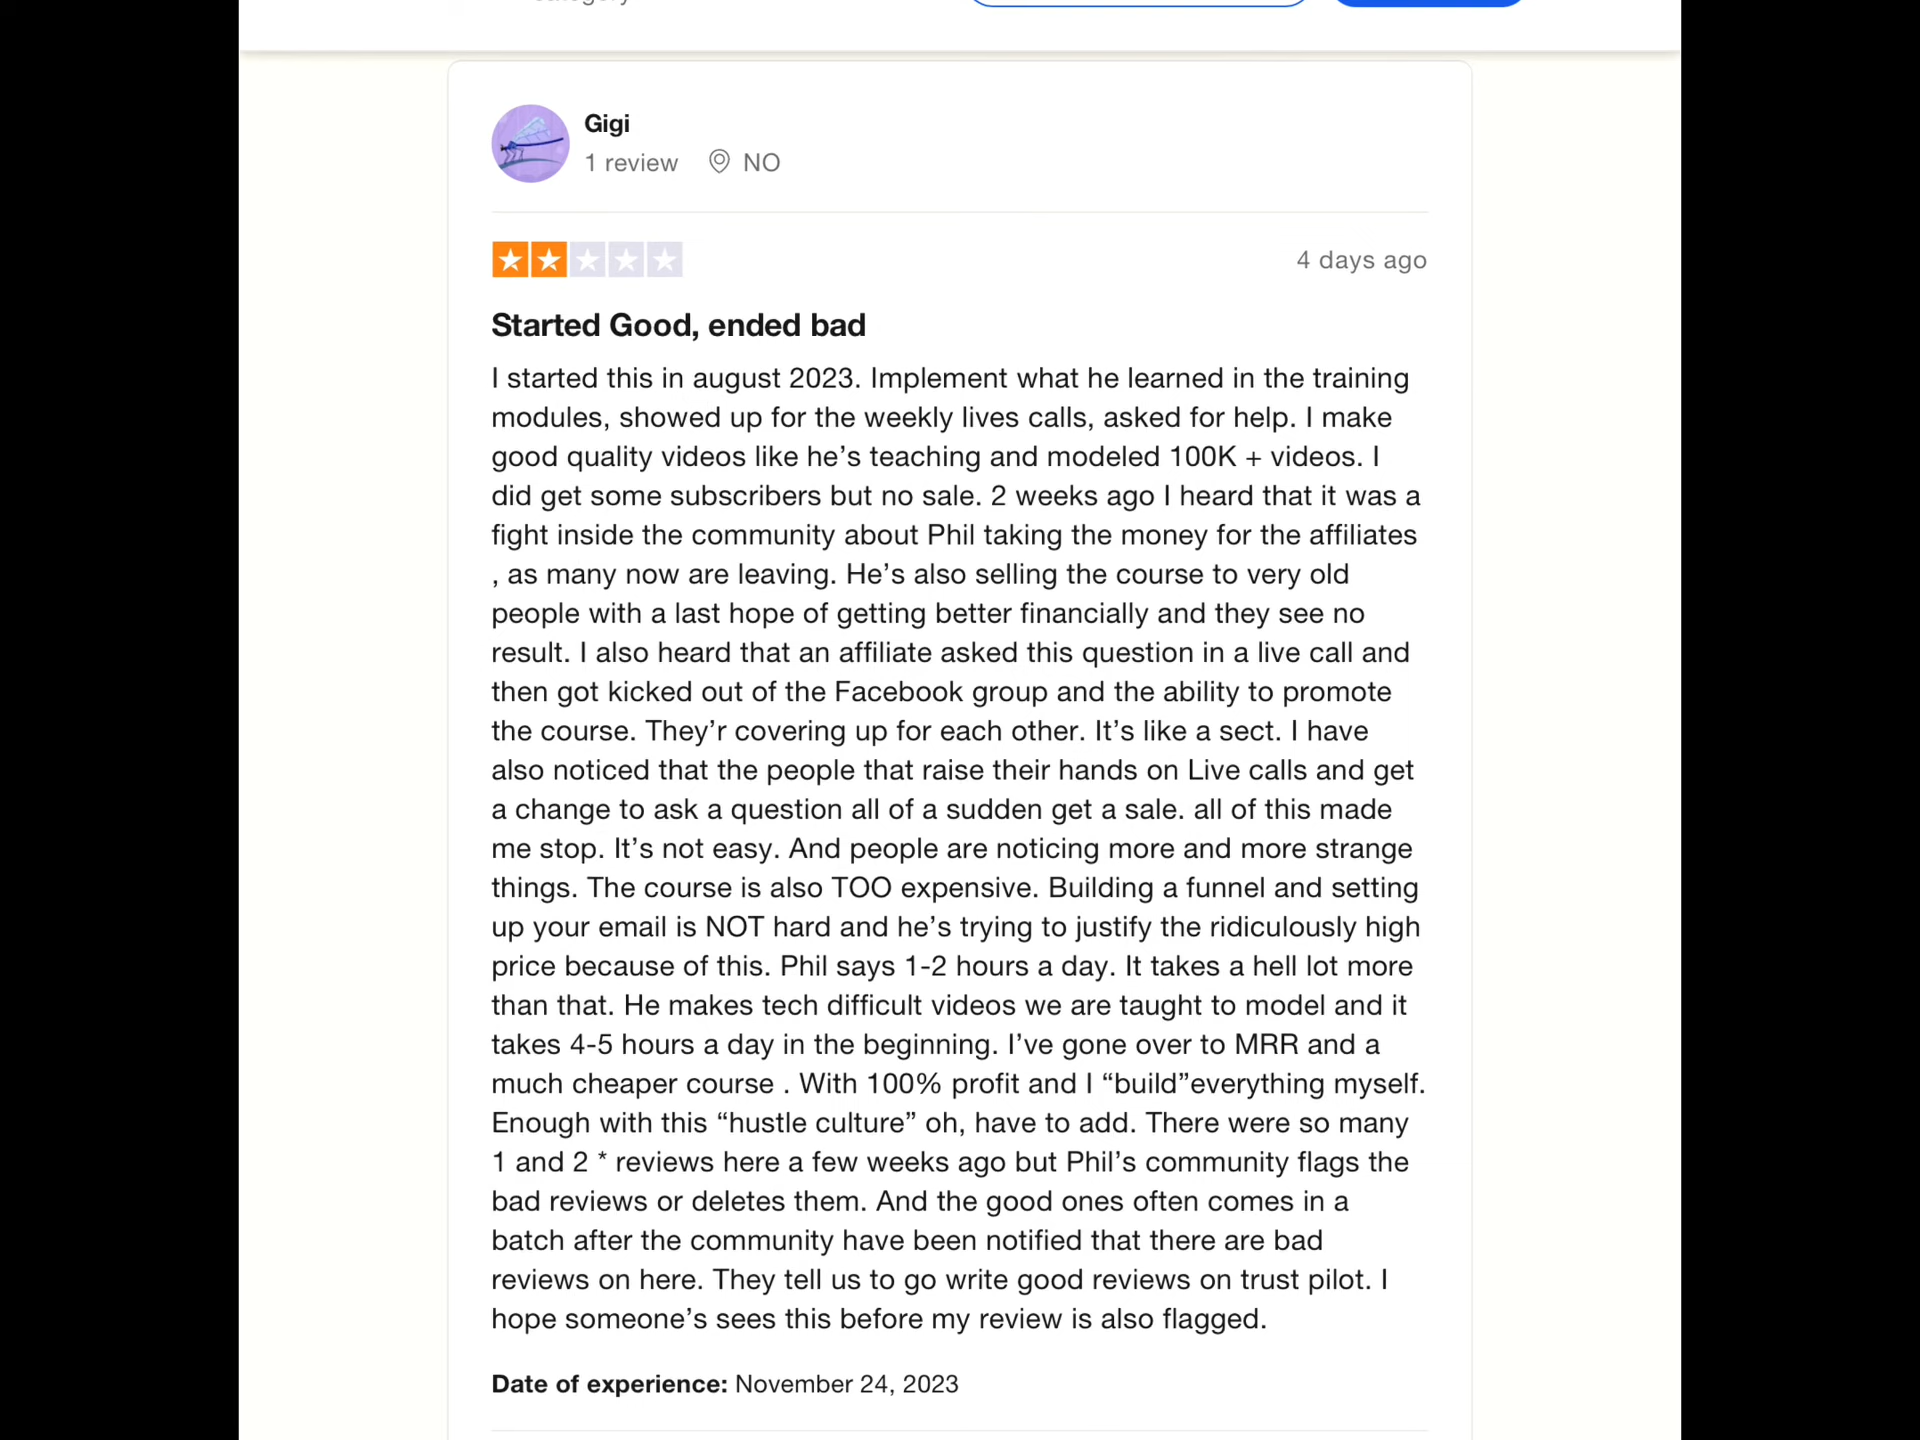 Gigi
1 review NO
4 days ago
Started Good, ended bad
I started this in august 2023. Implement what he learned in the training
modules, showed up for the weekly lives calls, asked for help. I make
good quality videos like he’s teaching and modeled 100K + videos. I
did get some subscribers but no sale. 2 weeks ago I heard that it was a
fight inside the community about Phil taking the money for the affiliates
, as many now are leaving. He’s also selling the course to very old
people with a last hope of getting better financially and they see no
result. I also heard that an affiliate asked this question in a live call and
then got kicked out of the Facebook group and the ability to promote
the course. They’r covering up for each other. It’s like a sect. I have
also noticed that the people that raise their hands on Live calls and get
a change to ask a question all of a sudden get a sale. all of this made
me stop. It’s not easy. And people are noticing more and more strange
things. The course is also TOO expensive. Building a funnel and setting
up your email is NOT hard and he’s trying to justify the ridiculously high
price because of this. Phil says 1-2 hours a day. It takes a hell lot more
than that. He makes tech difficult videos we are taught to model and it
takes 4-5 hours a day in the beginning. I’ve gone over to MRR and a
much cheaper course . With 100% profit and I “build”everything myself.
Enough with this “hustle culture” oh, have to add. There were so many
1 and 2 * reviews here a few weeks ago but Phil’s community flags the
bad reviews or deletes them. And the good ones often comes in a
batch after the community have been notified that there are bad
reviews on here. They tell us to go write good reviews on trust pilot. I
hope someone’s sees this before my review is also flagged.
Date of experience: November 24, 2023